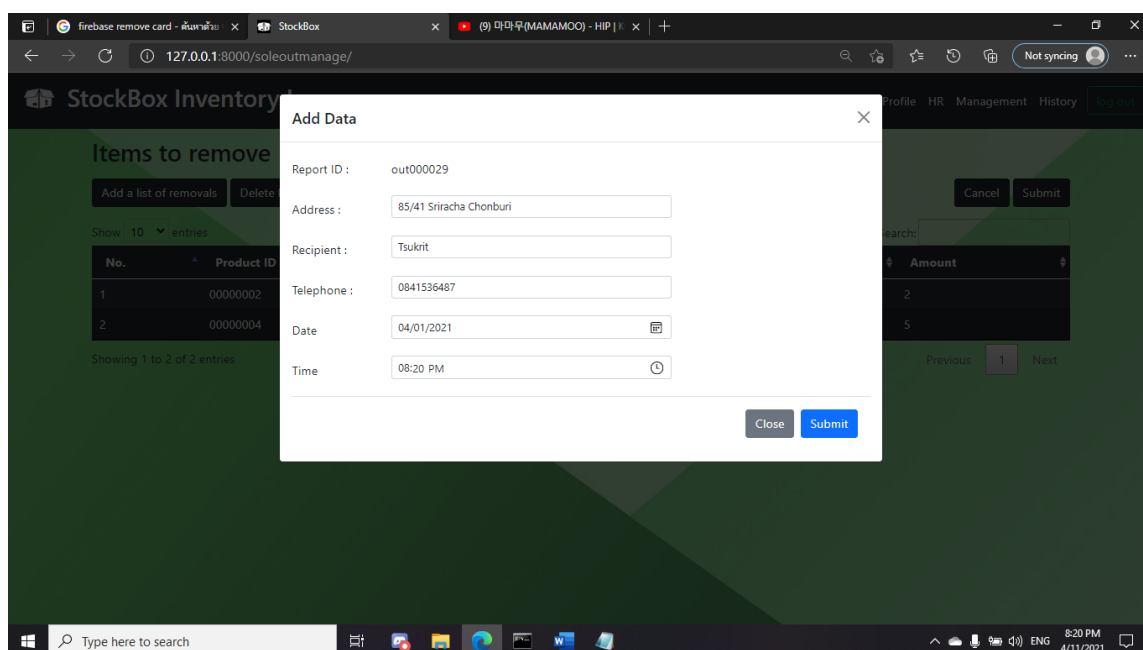 firebase remove card - ค้นหาด้วย
StockBox
(9) 마마무(MAMAMOO) - HIP | K
127.0.0.1:8000/soleoutmanage/
Not syncing
StockBox Inventory
Profile HR Management History log out
Add Data
Items to remove
Report ID : out000029
Add a list of removals Delete
Cancel Submit
Address : 85/41 Sriracha Chonburi
Show 10 entries
earch:
Recipient : Tsukrit
No. Product ID Amount
Telephone : 0841536487
1 00000002 2
Date 04/01/2021
2 00000004 5
Showing 1 to 2 of 2 entries
Previous 1 Next
Time 08:20 PM
Close Submit
Type here to search
ENG
8:20 PM
4/11/2021